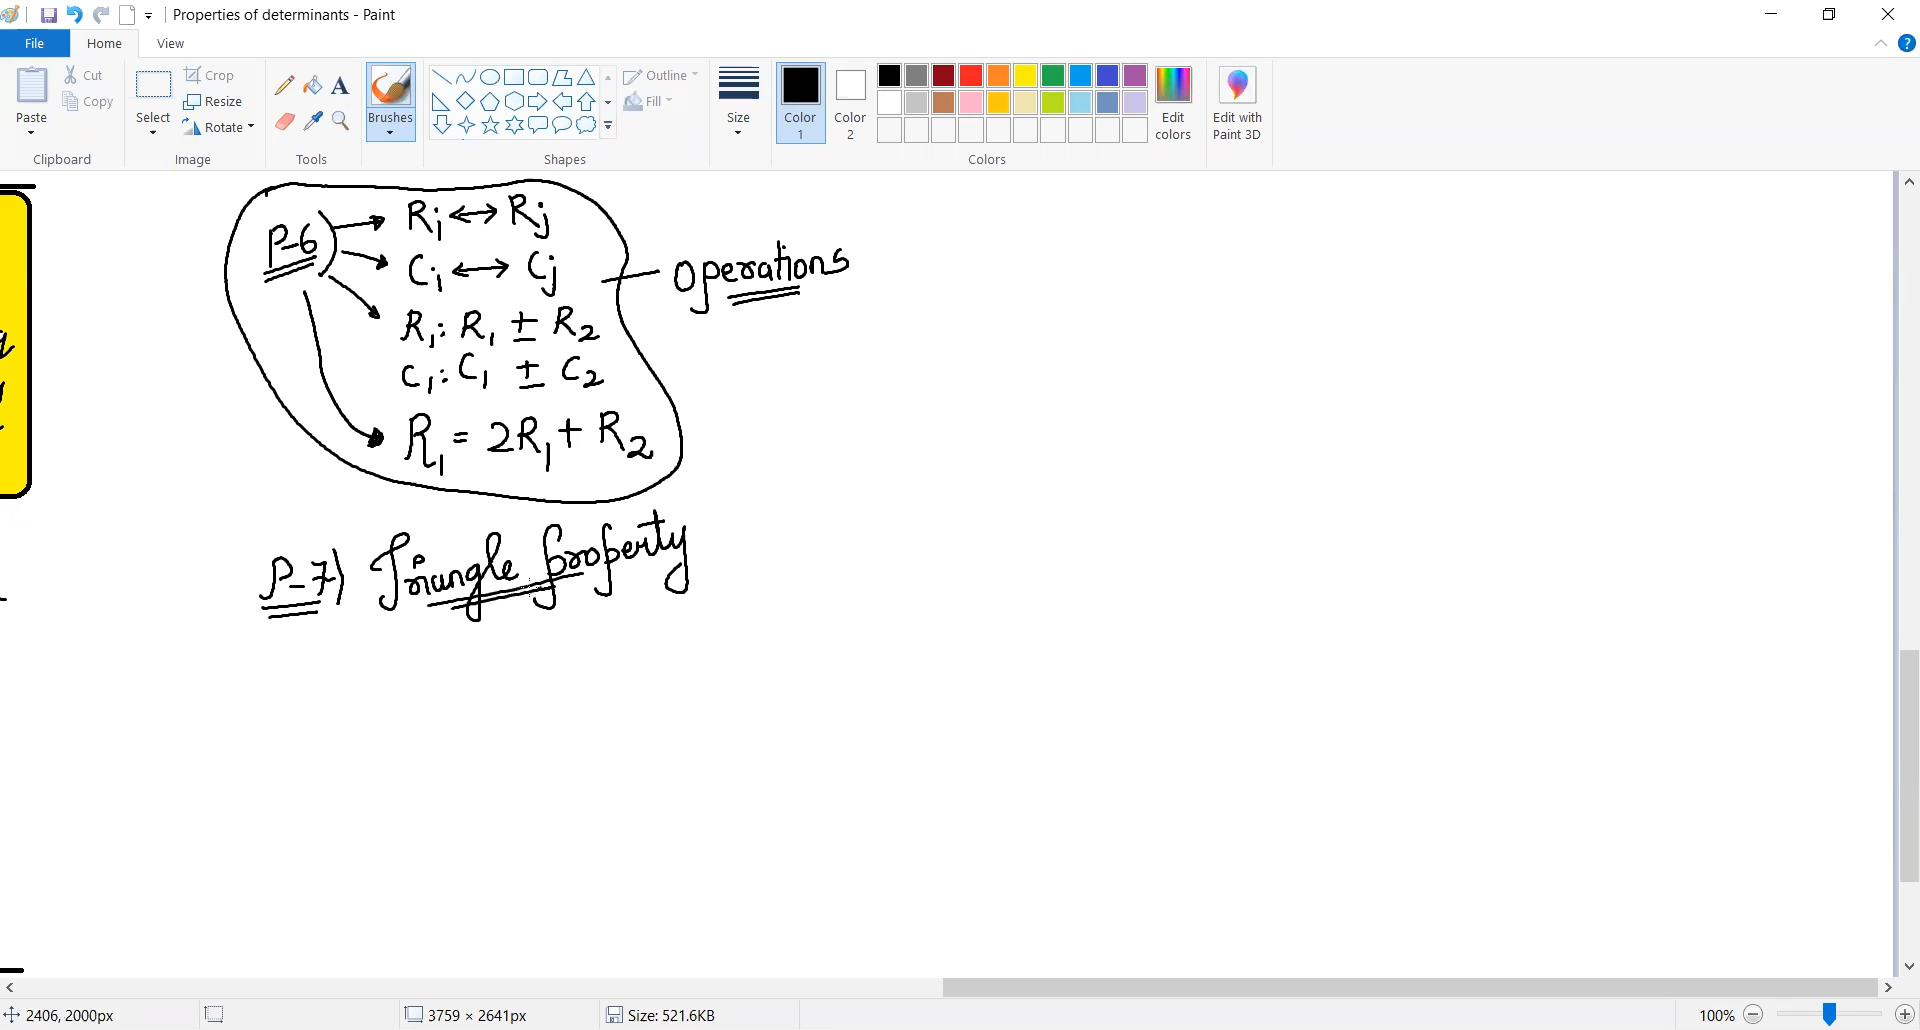 Properties of determinants - Paint
File Home View
Paste
Cut
Copy
Clipboard
Select
Crop
Resize
Rotate
Image
Tools
Brushes
Shapes
Outline
Fill
Size
Color 1
Color 2
Edit colors
Colors
Edit with Paint 3D
P-6) Ri ↔ Rj
Ci ↔ Cj
operations
R₁: R₁ ± R₂
C₁: C₁ ± C₂
R₁ = 2R₁ + R₂
P-7) Triangle property
2406, 2000px
3759 × 2641px
Size: 521.6KB
100%